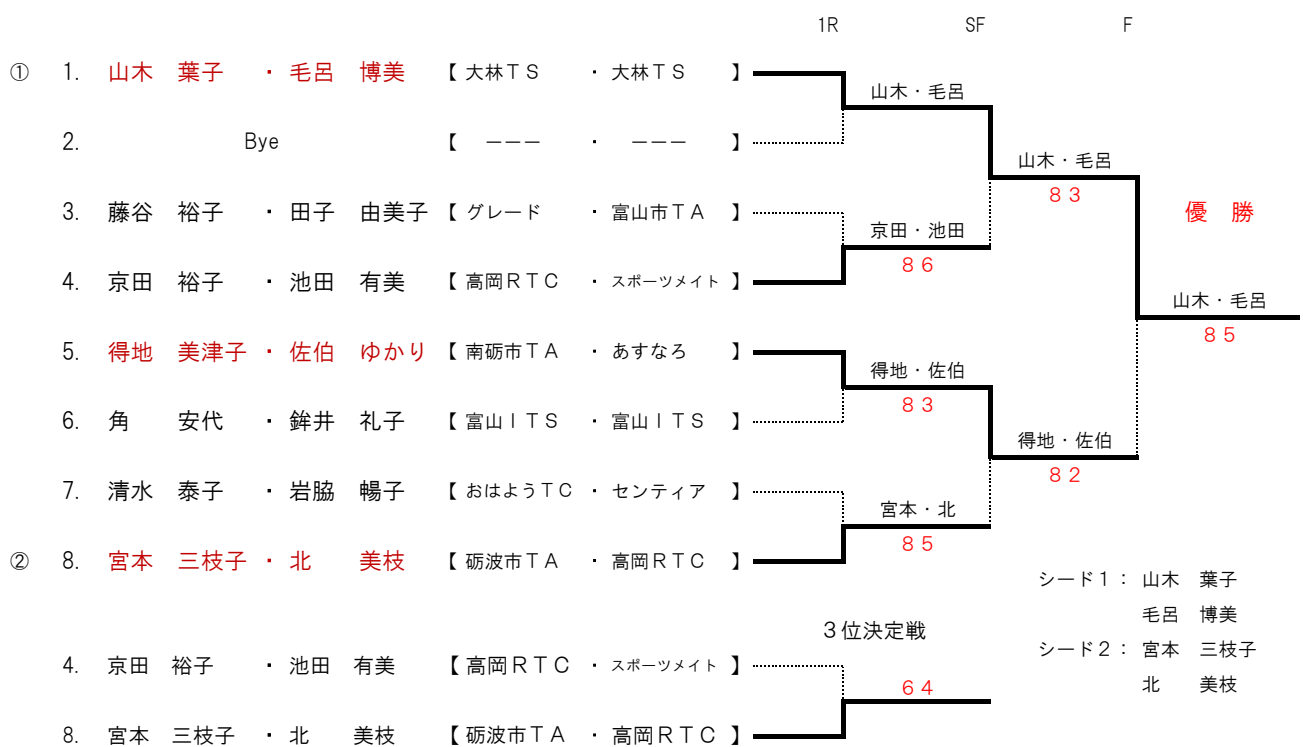 1R SF F
① 1. 山木 葉子 ・ 毛呂 博美 【 大林TS ・ 大林TS 】
山木・毛呂
2. Bye 【 ーーー ・ ーーー 】
山木・毛呂
83
3. 藤谷 裕子 ・ 田子 由美子 【 グレード ・ 富山市TA 】
優 勝
京田・池田
86
4. 京田 裕子 ・ 池田 有美 【 高岡RTC ・ スポーツメイト 】
山木・毛呂
85
5. 得地 美津子 ・ 佐伯 ゆかり 【 南砺市TA ・ あすなろ 】
得地・佐伯
83
6. 角 安代 ・ 鉾井 礼子 【 富山ITS ・ 富山ITS 】
得地・佐伯
82
7. 清水 泰子 ・ 岩脇 暢子 【 おはようTC ・ センティア 】
宮本・北
85
② 8. 宮本 三枝子 ・ 北 美枝 【 砺波市TA ・ 高岡RTC 】
シード1: 山木 葉子
毛呂 博美
シード2: 宮本 三枝子
北 美枝
3位決定戦
4. 京田 裕子 ・ 池田 有美 【 高岡RTC ・ スポーツメイト 】
64
8. 宮本 三枝子 ・ 北 美枝 【 砺波市TA ・ 高岡RTC 】